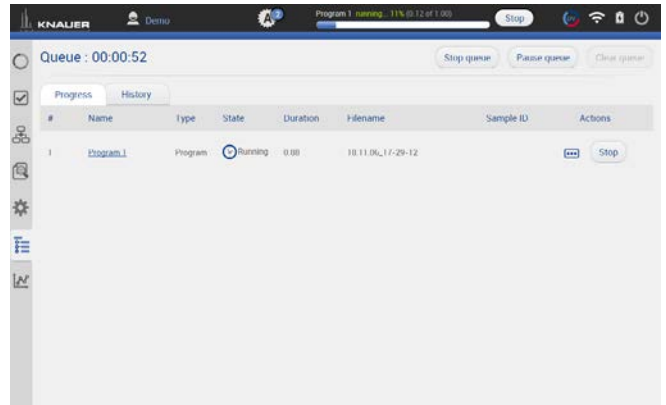 KNAUER Demo A 2 Program 1 running... 11% (0.12 of 1.00) Stop
Queue : 00:00:52 Stop queue Pause queue Clear queue
Progress History
# Name Type State Duration Filename Sample ID Actions
1 Program 1 Program Running 0.88 18.11.06_17-29-12 Stop